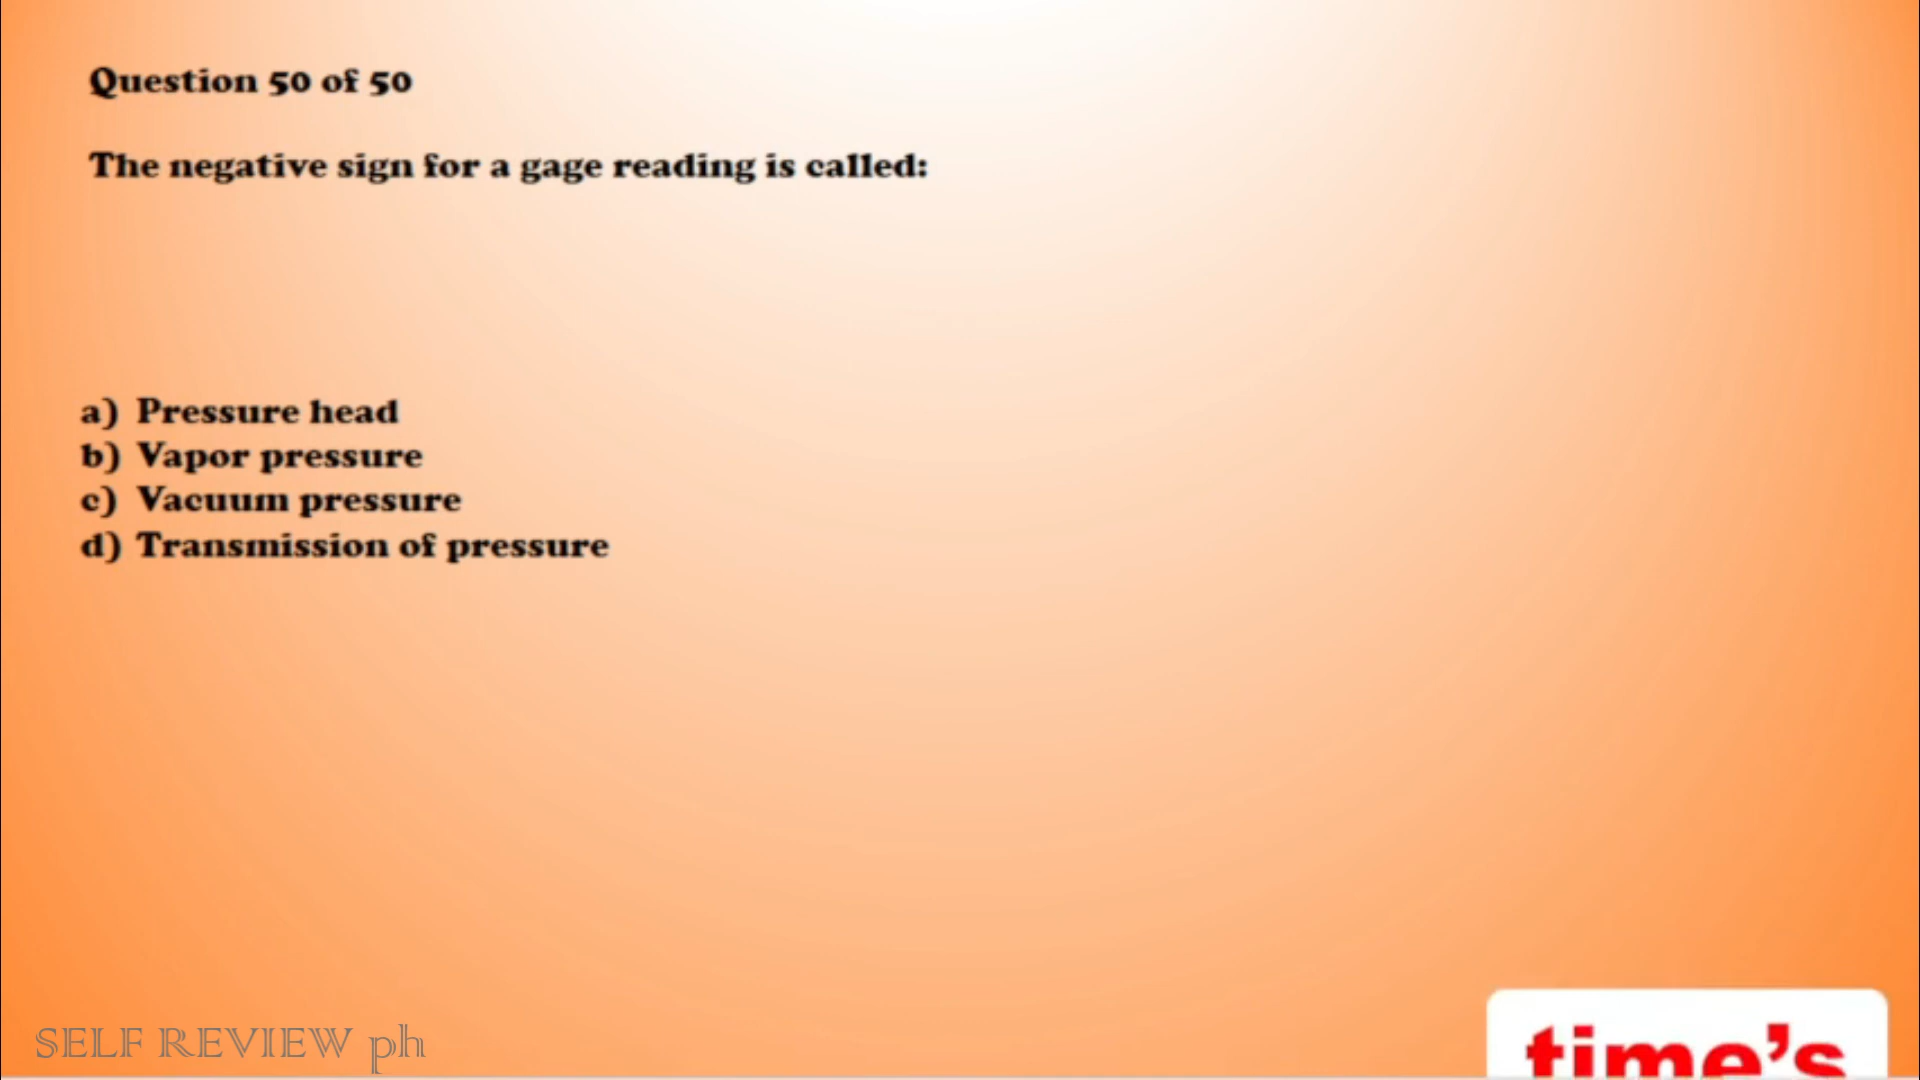 Question 50 of 50
The negative sign for a gage reading is called:
a) Pressure head
b) Vapor pressure
c) Vacuum pressure
d) Transmission of pressure
SELF REVIEW ph
time's